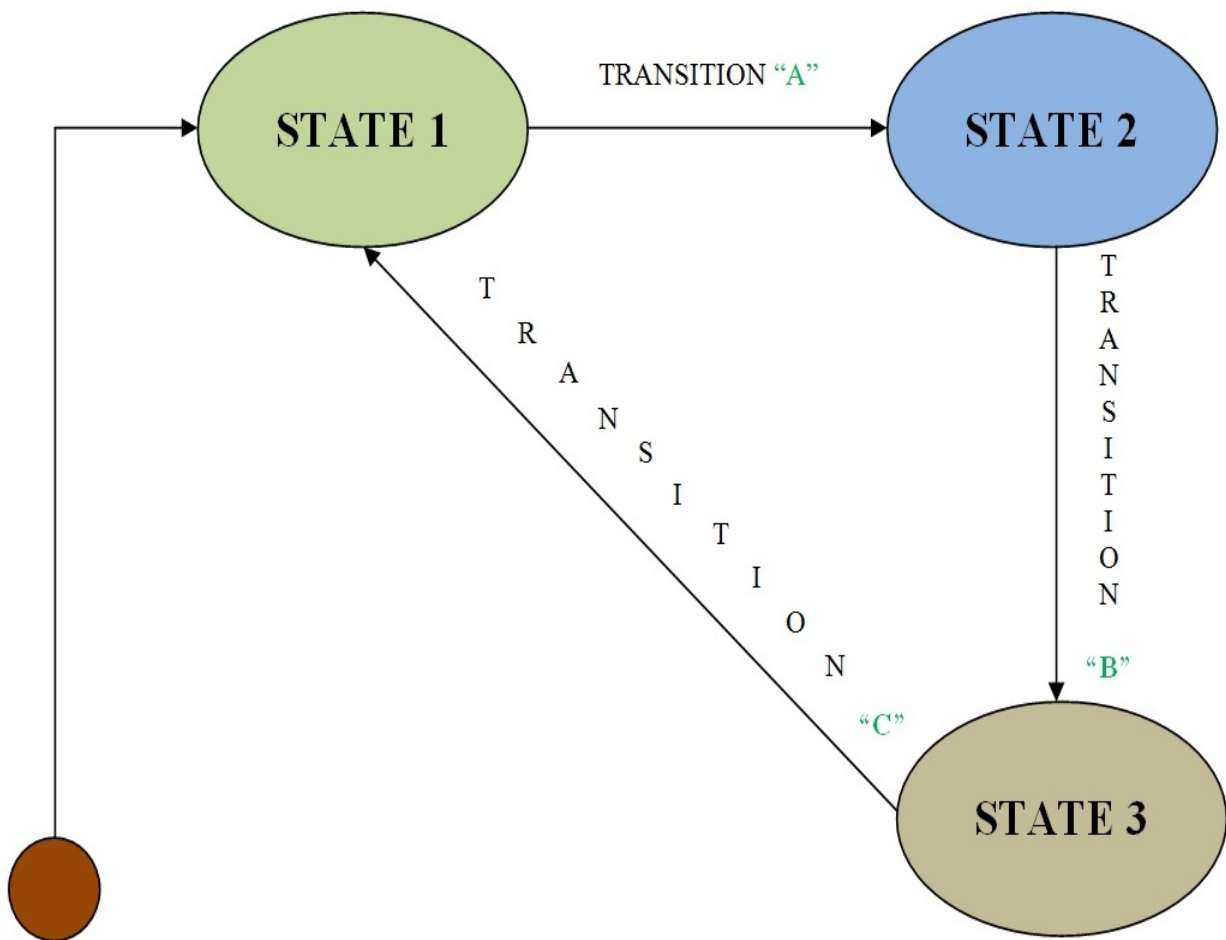 TRANSITION “A”
STATE 1
STATE 2
TRANSITION
“C”
TRANSITION
“B”
STATE 3